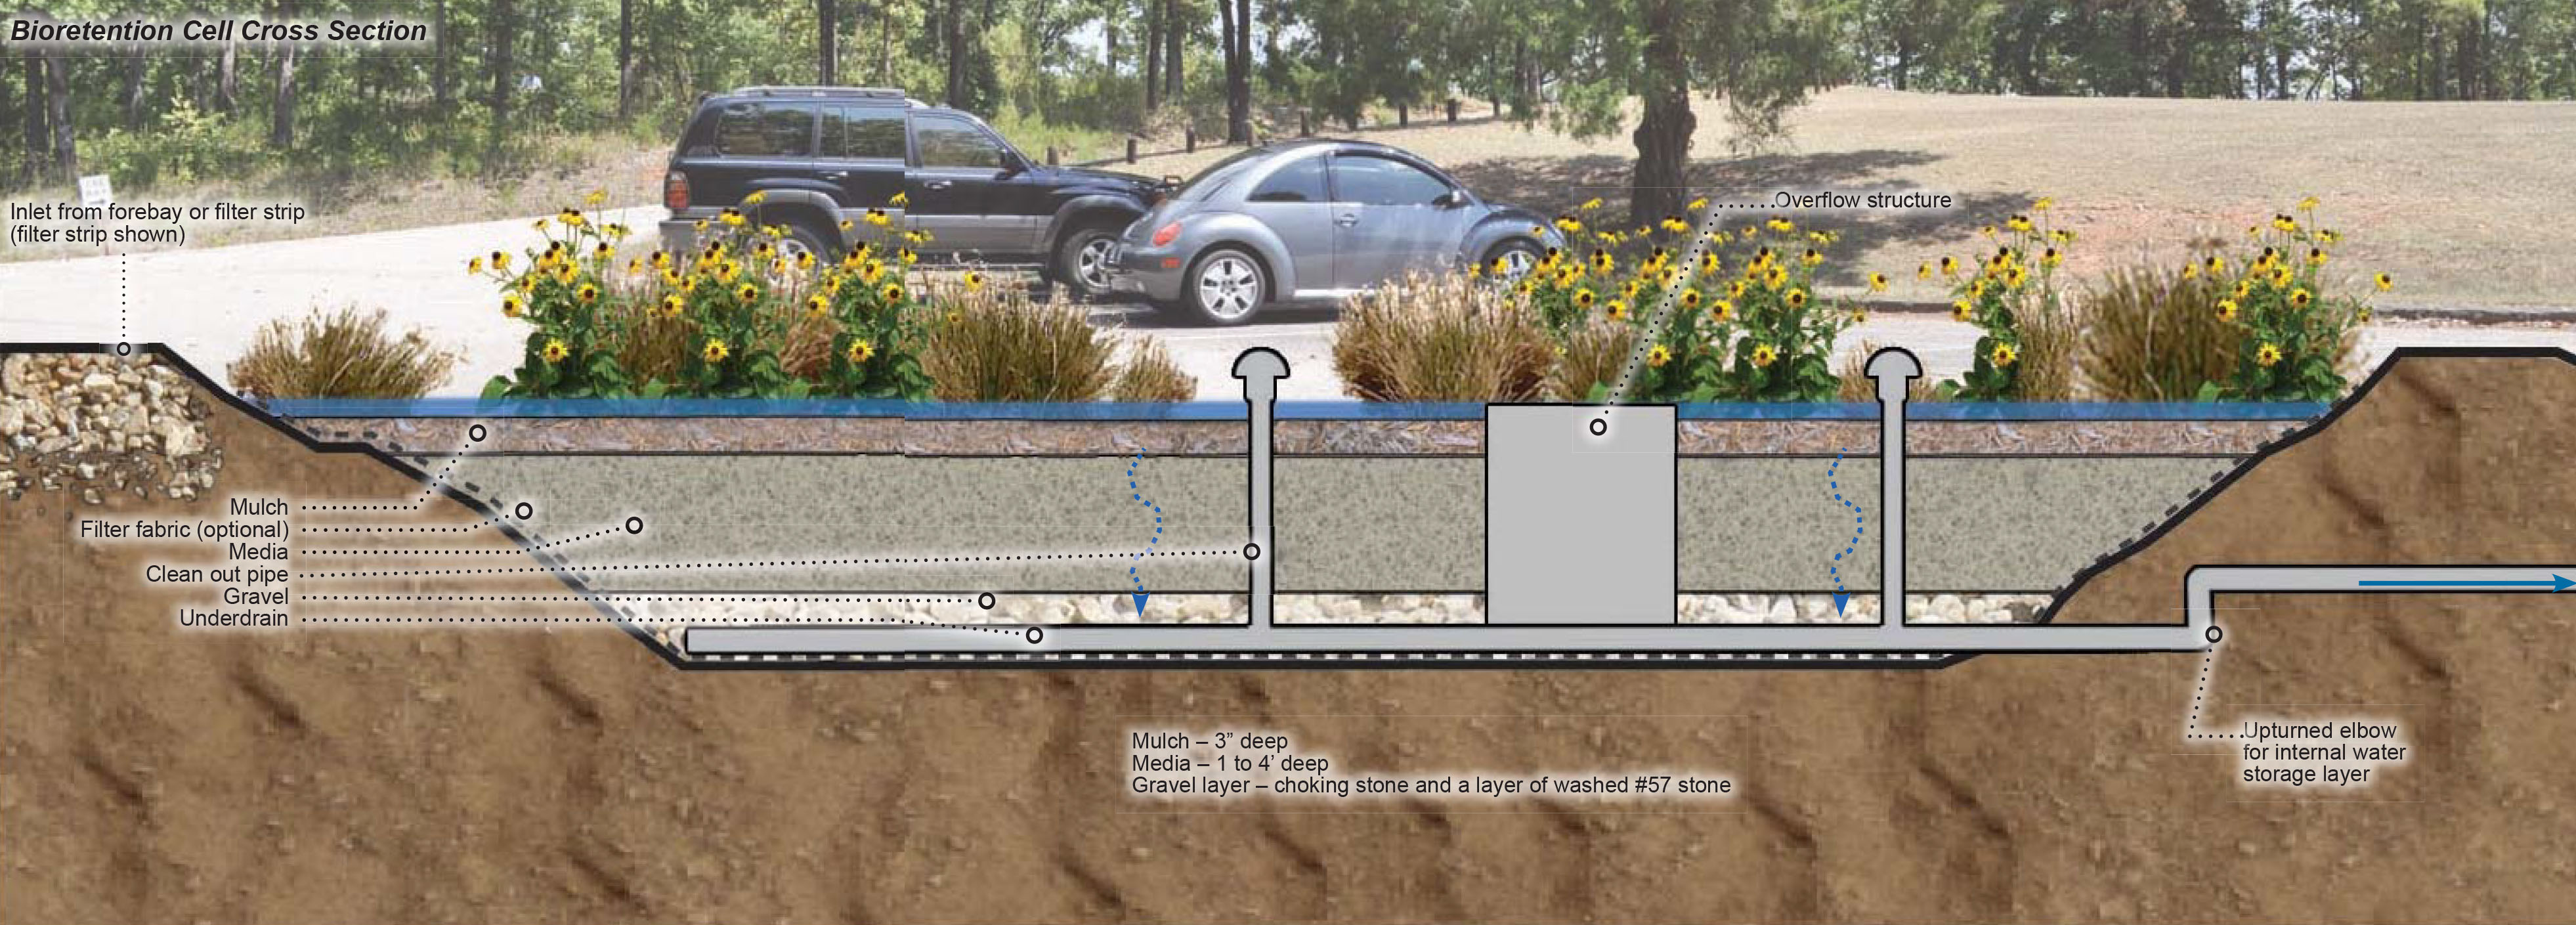 Bioretention Cell Cross Section
Inlet from forebay or filter strip
(filter strip shown)
Overflow structure
Mulch
Filter fabric (optional)
Media
Clean out pipe
Gravel
Underdrain
Mulch – 3” deep
Media – 1 to 4’ deep
Gravel layer – choking stone and a layer of washed #57 stone
Upturned elbow
for internal water
storage layer